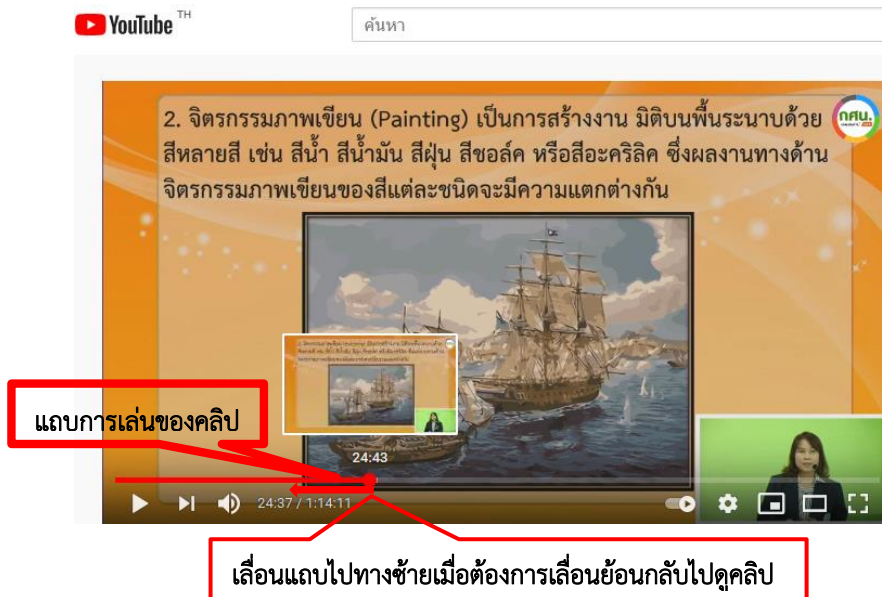 YouTube TH
ค้นหา
2. จิตรกรรมภาพเขียน (Painting) เป็นการสร้างงาน มิติบนพื้นระนาบด้วย
สีหลายสี เช่น สีน้ำ สีน้ำมัน สีฝุ่น สีชอล์ค หรือสีอะคริลิค ซึ่งผลงานทางด้าน
จิตรกรรมภาพเขียนของสีแต่ละชนิดจะมีความแตกต่างกัน
กศน.
แถบการเล่นของคลิป
24:43
24:37 / 1:14:11
เลื่อนแถบไปทางซ้ายเมื่อต้องการเลื่อนย้อนกลับไปดูคลิป